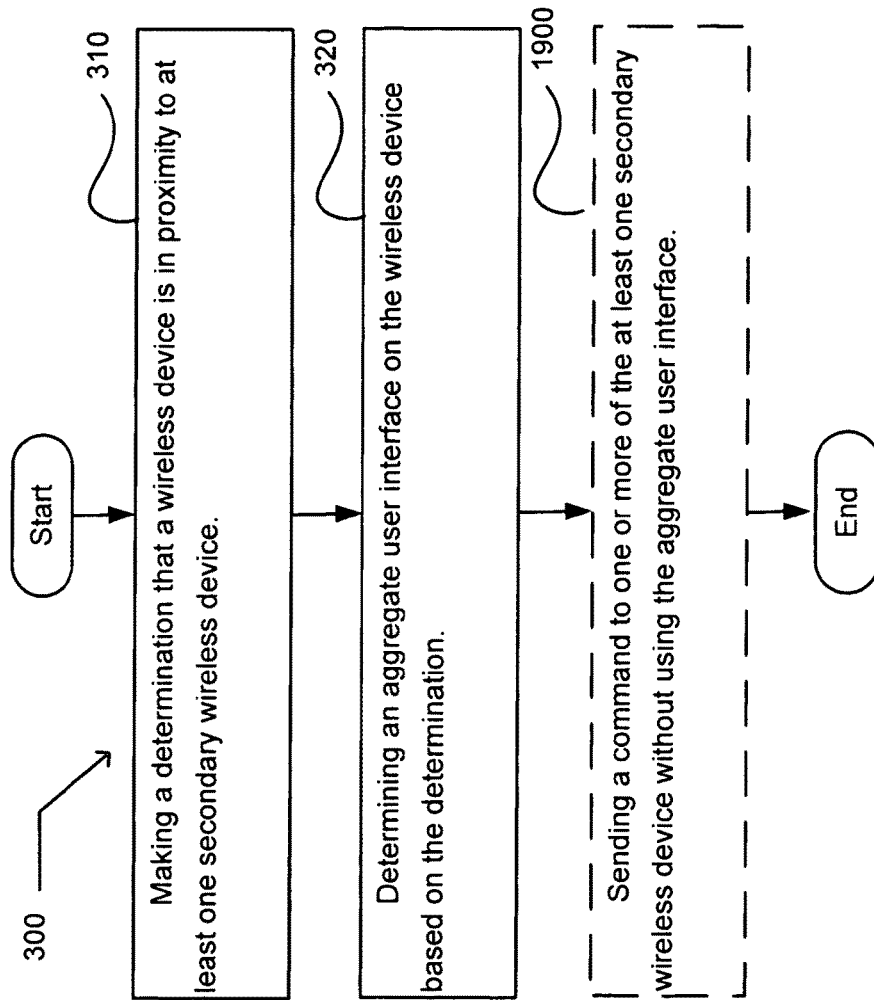 300
Start
310
Making a determination that a wireless device is in proximity to at
least one secondary wireless device.
320
Determining an aggregate user interface on the wireless device
based on the determination.
1900
Sending a command to one or more of the at least one secondary
wireless device without using the aggregate user interface.
End